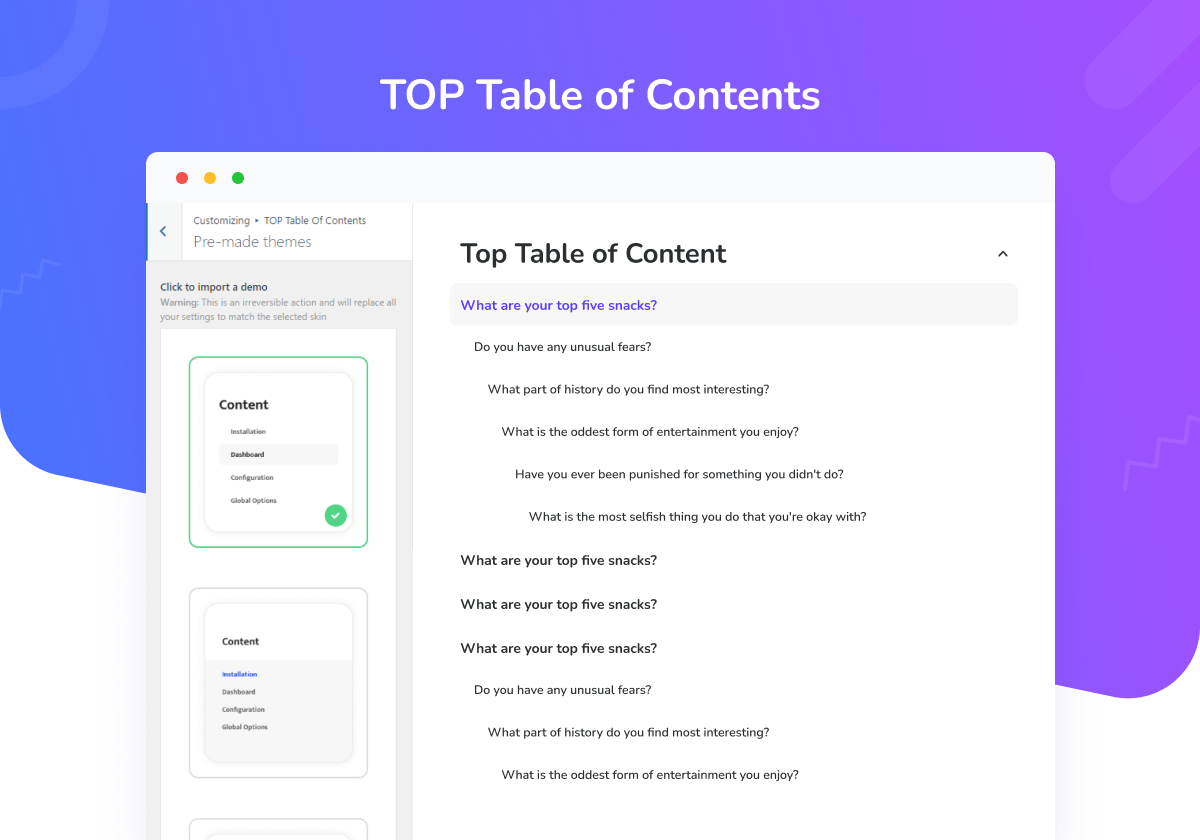 TOP Table of Contents
Customizing ▸ TOP Table Of Contents
Pre-made themes
Click to import a demo
Warning: This is an irreversible action and will replace all
your settings to match the selected skin
Content
Installation
Dashboard
Configuration
Global Options
Content
Installation
Dashboard
Configuration
Global Options
Top Table of Content
What are your top five snacks?
Do you have any unusual fears?
What part of history do you find most interesting?
What is the oddest form of entertainment you enjoy?
Have you ever been punished for something you didn't do?
What is the most selfish thing you do that you're okay with?
What are your top five snacks?
What are your top five snacks?
What are your top five snacks?
Do you have any unusual fears?
What part of history do you find most interesting?
What is the oddest form of entertainment you enjoy?